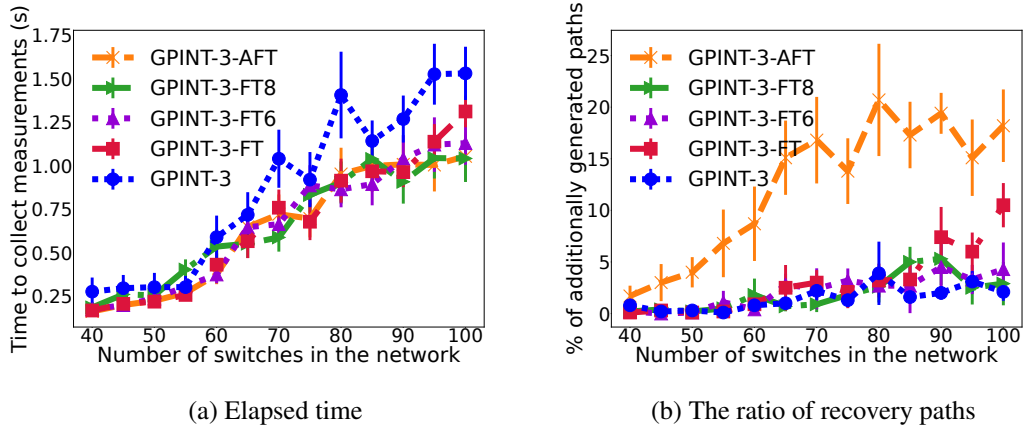 Time to collect measurements (s)
1.75
1.50
1.25
1.00
0.75
0.50
0.25
GPINT-3-AFT
GPINT-3-FT8
GPINT-3-FT6
GPINT-3-FT
GPINT-3
40 50 60 70 80 90 100
Number of switches in the network
(a) Elapsed time
% of additionally generated paths
25
20
15
10
5
0
GPINT-3-AFT
GPINT-3-FT8
GPINT-3-FT6
GPINT-3-FT
GPINT-3
40 50 60 70 80 90 100
Number of switches in the network
(b) The ratio of recovery paths